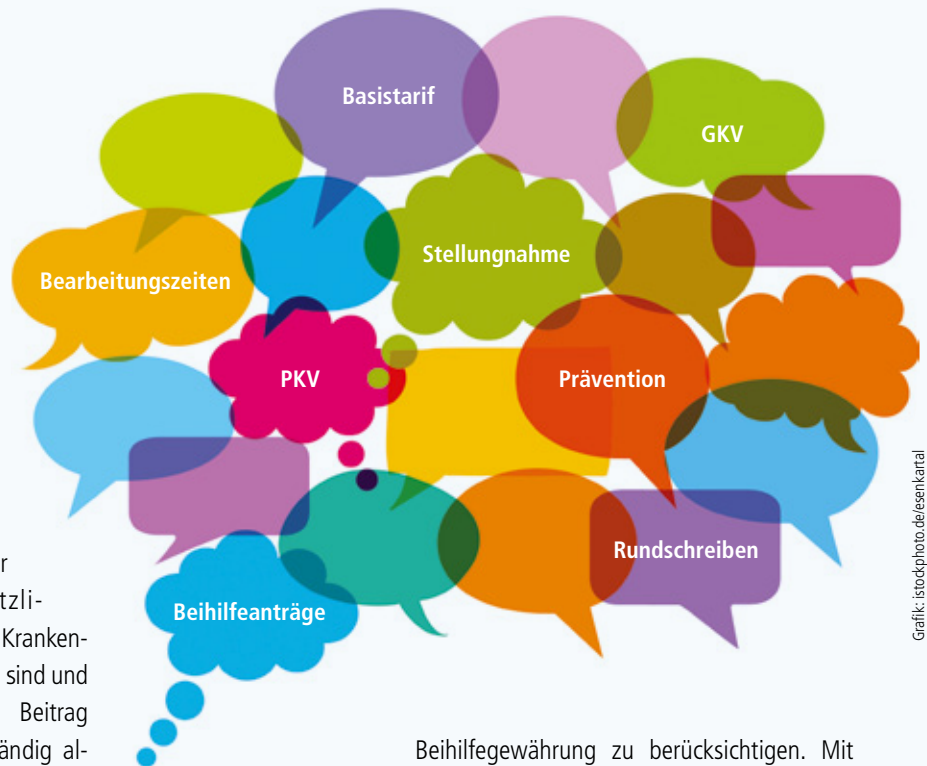 Basistarif
GKV
Stellungnahme
Bearbeitungszeiten
PKV
Prävention
Rundschreiben
Beihilfeanträge
Grafik: istockphoto.de/esenkartal
r
tzli-
Kranken-
sind und
Beitrag
ändig al-
Beihilfegewährung zu berücksichtigen. Mit